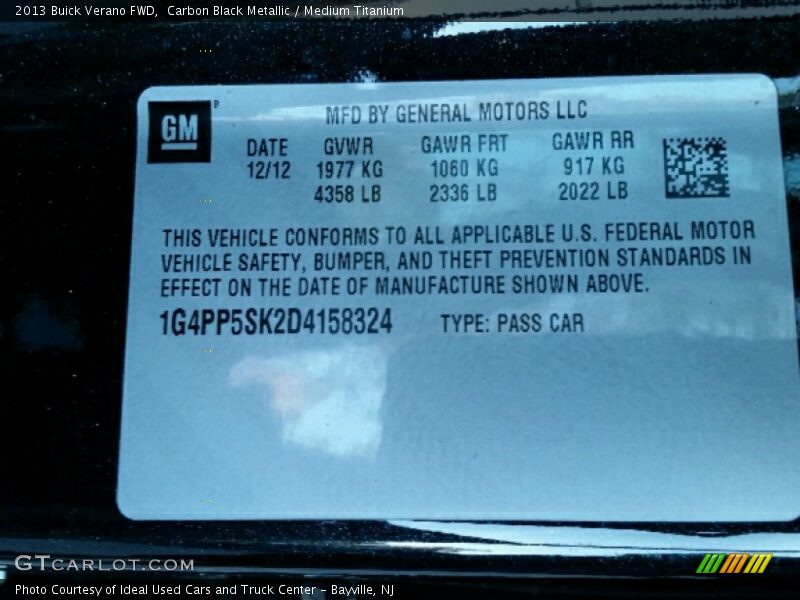 2013 Buick Verano FWD,  Carbon Black Metallic / Medium Titanium
GM®
MFD BY GENERAL MOTORS LLC
DATE GVWR GAWR FRT GAWR RR
12/12 1977 KG 1060 KG 917 KG
4358 LB 2336 LB 2022 LB
THIS VEHICLE CONFORMS TO ALL APPLICABLE U.S. FEDERAL MOTOR
VEHICLE SAFETY, BUMPER, AND THEFT PREVENTION STANDARDS IN
EFFECT ON THE DATE OF MANUFACTURE SHOWN ABOVE.
1G4PP5SK2D4158324 TYPE: PASS CAR
GTCARLOT.COM
Photo Courtesy of Ideal Used Cars and Truck Center - Bayville, NJ